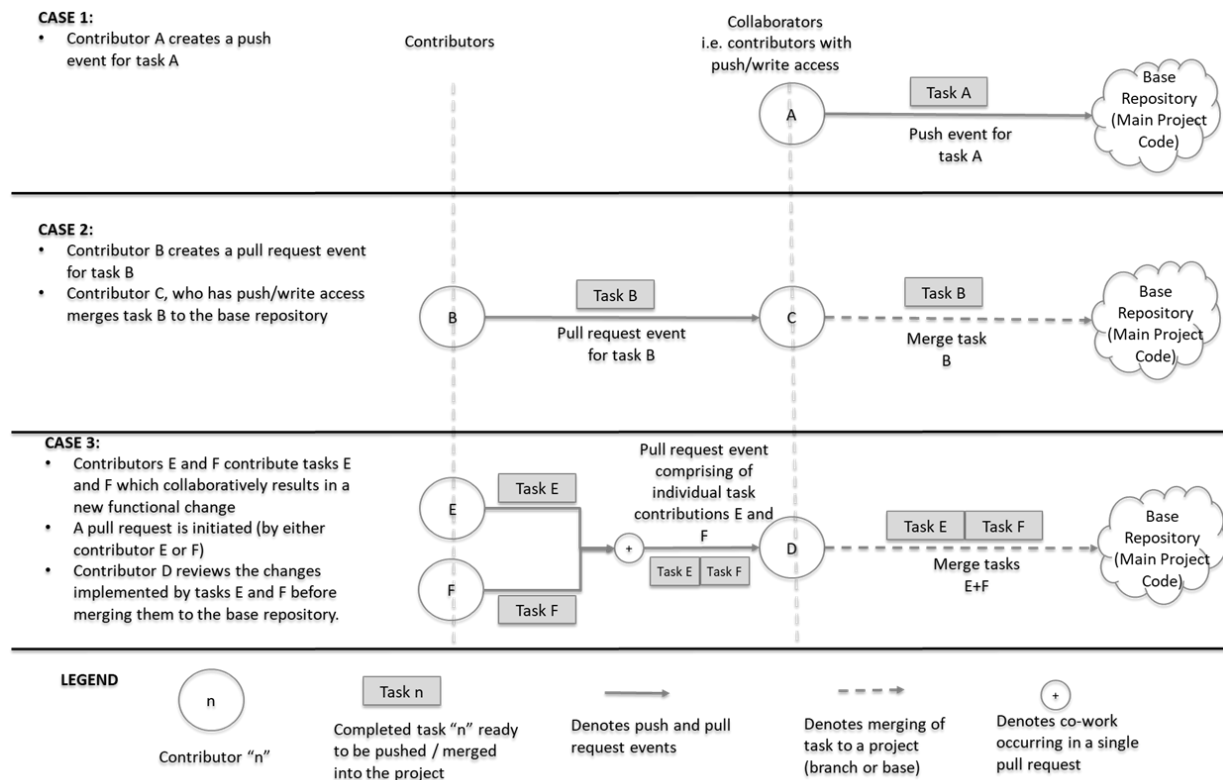 CASE 1:
• Contributor A creates a push
event for task A
Contributors
Collaborators
i.e. contributors with
push/write access
A
Task A
Push event for
task A
Base
Repository
(Main Project
Code)
CASE 2:
• Contributor B creates a pull request event
for task B
• Contributor C, who has push/write access
merges task B to the base repository
B
Task B
Pull request event
for task B
C
Task B
Merge task
B
Base
Repository
(Main Project
Code)
CASE 3:
• Contributors E and F contribute tasks E
and F which collaboratively results in a
new functional change
• A pull request is initiated (by either
contributor E or F)
• Contributor D reviews the changes
implemented by tasks E and F before
merging them to the base repository.
E
Task E
F
Task F
+
Pull request event
comprising of
individual task
contributions E and
F
Task E Task F
D
Task E Task F
Merge tasks
E+F
Base
Repository
(Main Project
Code)
LEGEND
n
Contributor “n”
Task n
Completed task “n” ready
to be pushed / merged
into the project
Denotes push and pull
request events
Denotes merging of
task to a project
(branch or base)
+
Denotes co-work
occurring in a single
pull request